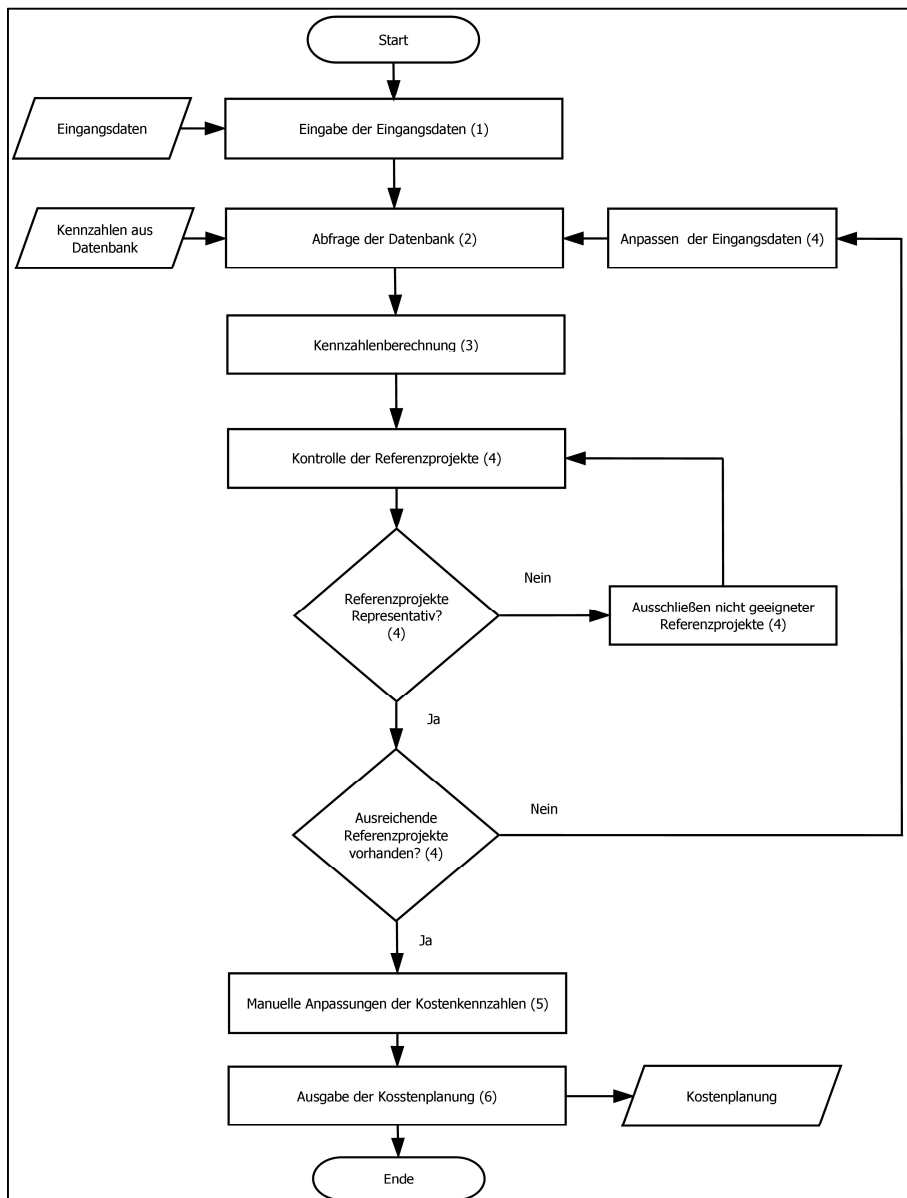 Start
Eingangsdaten
Eingabe der Eingangsdaten (1)
Kennzahlen aus
Datenbank
Abfrage der Datenbank (2)
Anpassen der Eingangsdaten (4)
Kennzahlenberechnung (3)
Kontrolle der Referenzprojekte (4)
Referenzprojekte
Representativ?
(4)
Nein
Ausschließen nicht geeigneter
Referenzprojekte (4)
Ja
Ausreichende
Referenzprojekte
vorhanden? (4)
Nein
Ja
Manuelle Anpassungen der Kostenkennzahlen (5)
Ausgabe der Kosstenplanung (6)
Kostenplanung
Ende